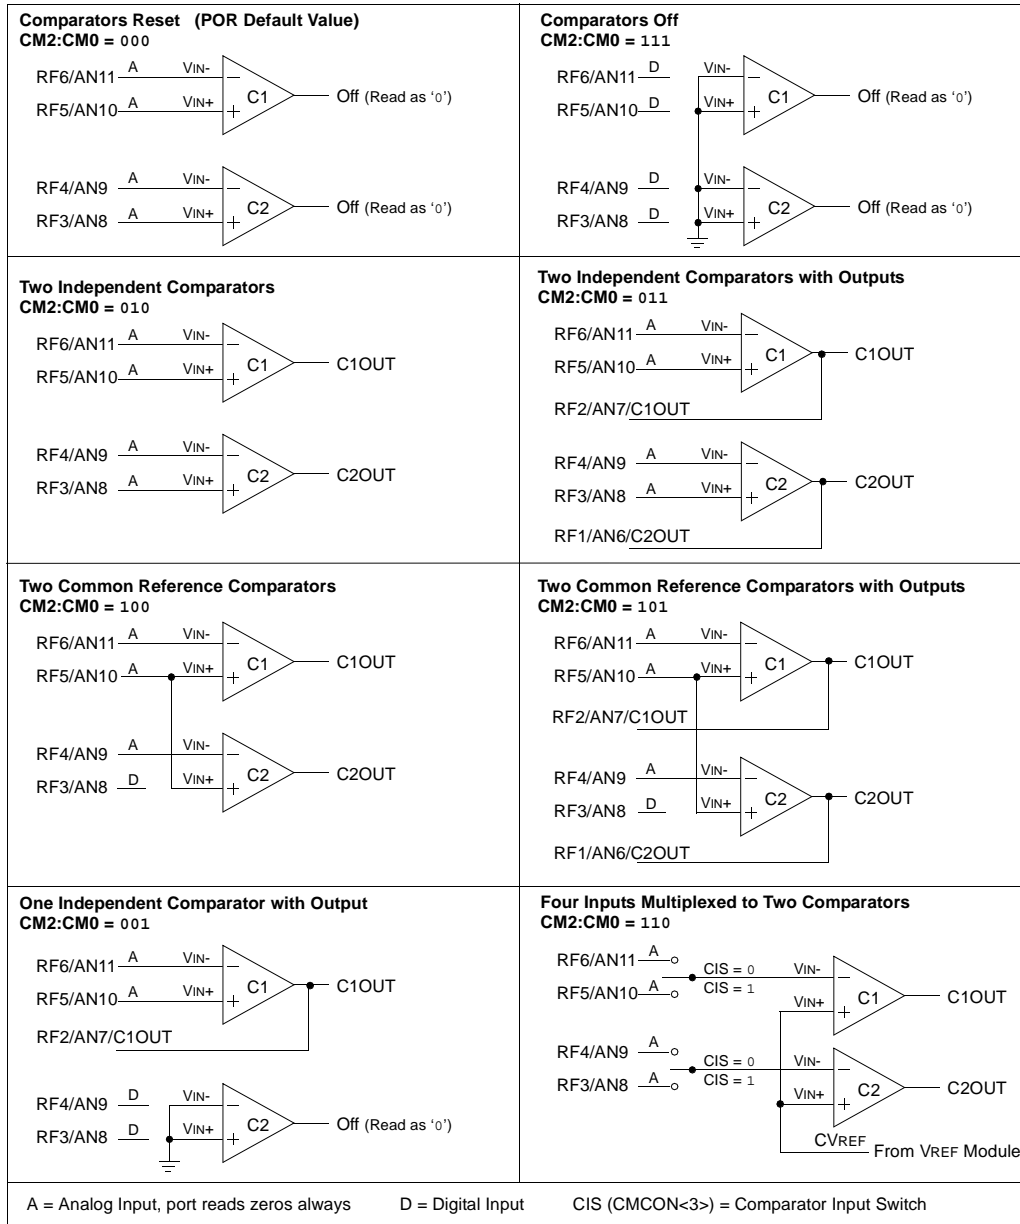 Comparators Reset (POR Default Value)
CM2:CM0 = 000
RF6/AN11 A VIN- −
RF5/AN10 A VIN+ + C1 Off (Read as ‘0’)
RF4/AN9 A VIN- −
RF3/AN8 A VIN+ + C2 Off (Read as ‘0’)
Comparators Off
CM2:CM0 = 111
RF6/AN11 D VIN- −
RF5/AN10 D VIN+ + C1 Off (Read as ‘0’)
RF4/AN9 D VIN- −
RF3/AN8 D VIN+ + C2 Off (Read as ‘0’)
Two Independent Comparators
CM2:CM0 = 010
RF6/AN11 A VIN- −
RF5/AN10 A VIN+ + C1 C1OUT
RF4/AN9 A VIN- −
RF3/AN8 A VIN+ + C2 C2OUT
Two Independent Comparators with Outputs
CM2:CM0 = 011
RF6/AN11 A VIN- −
RF5/AN10 A VIN+ + C1 C1OUT
RF2/AN7/C1OUT
RF4/AN9 A VIN- −
RF3/AN8 A VIN+ + C2 C2OUT
RF1/AN6/C2OUT
Two Common Reference Comparators
CM2:CM0 = 100
RF6/AN11 A VIN- −
RF5/AN10 A VIN+ + C1 C1OUT
RF4/AN9 A VIN- −
RF3/AN8 D VIN+ + C2 C2OUT
Two Common Reference Comparators with Outputs
CM2:CM0 = 101
RF6/AN11 A VIN- −
RF5/AN10 A VIN+ + C1 C1OUT
RF2/AN7/C1OUT
RF4/AN9 A VIN- −
RF3/AN8 D VIN+ + C2 C2OUT
RF1/AN6/C2OUT
One Independent Comparator with Output
CM2:CM0 = 001
RF6/AN11 A VIN- −
RF5/AN10 A VIN+ + C1 C1OUT
RF2/AN7/C1OUT
RF4/AN9 D VIN- −
RF3/AN8 D VIN+ + C2 Off (Read as ‘0’)
Four Inputs Multiplexed to Two Comparators
CM2:CM0 = 110
RF6/AN11 A CIS = 0 VIN- −
RF5/AN10 A CIS = 1 VIN+ + C1 C1OUT
RF4/AN9 A CIS = 0 VIN- −
RF3/AN8 A CIS = 1 VIN+ + C2 C2OUT
CVREF
From VREF Module
A = Analog Input, port reads zeros always D = Digital Input CIS (CMCON<3>) = Comparator Input Switch